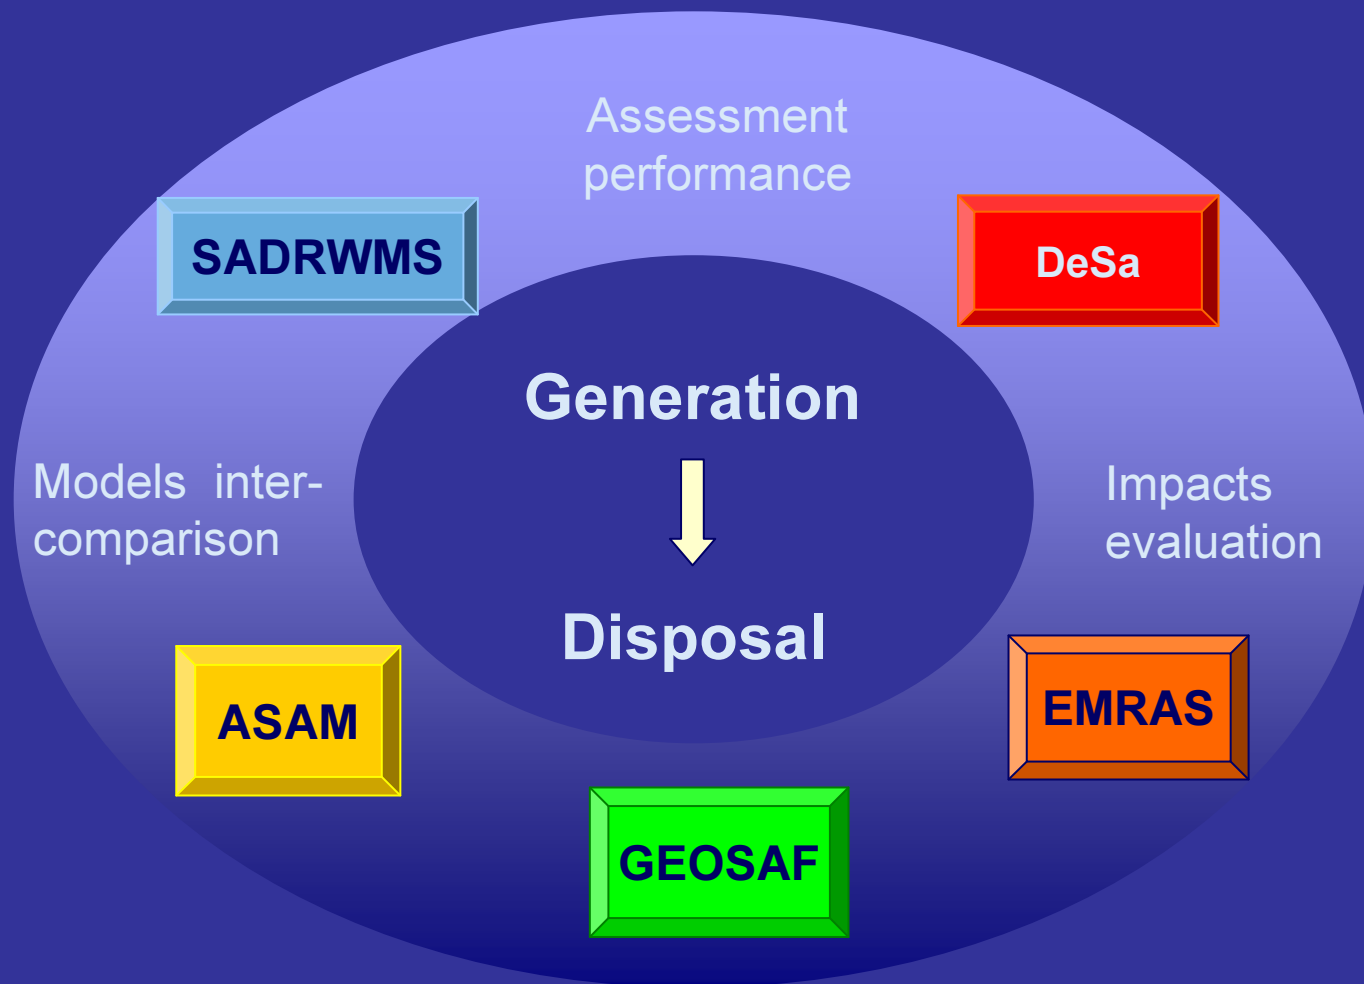 Assessment
performance
SADRWMS
DeSa
Generation
Models inter-
comparison
Impacts
evaluation
Disposal
ASAM
EMRAS
GEOSAF